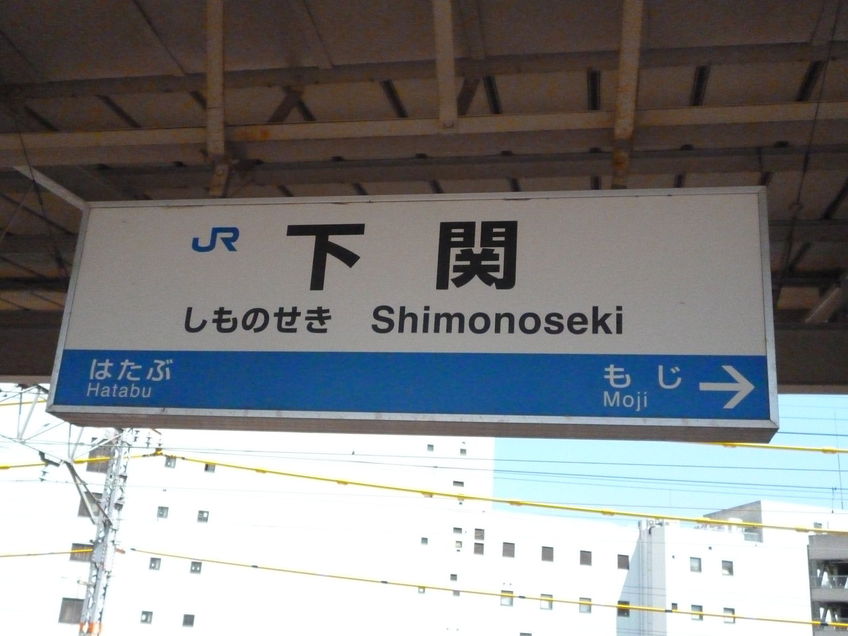 JR 下関
しものせき Shimonoseki
はたぶ もじ →
Hatabu Moji